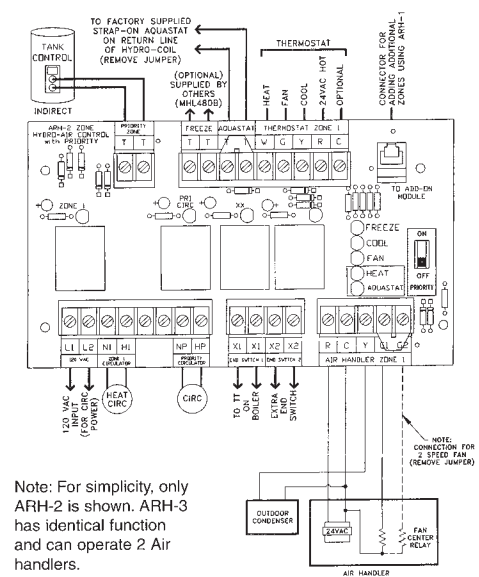 TO FACTORY SUPPLIED
STRAP-ON AQUASTAT
ON RETURN LINE
OF HYDRO-COIL
(REMOVE JUMPER)
THERMOSTAT
CONNECTOR FOR
ADDING ADDITIONAL
ZONES USING ARH-1
TANK
CONTROL
INDIRECT
(OPTIONAL)
SUPPLIED BY
OTHERS
(MHL480B)
HEAT
FAN
COOL
24VAC HOT
OPTIONAL
ARH-2 ZONE
HYDRO-AIR CONTROL
with PRIORITY
PRIORITY
ZONE
T T
FREEZE AQUASTAT THERMOSTAT ZONE 1
T T T T W G Y R C
TO ADD-ON
MODULE
ZONE 1
PRI
CIRC
XX
FREEZE
COOL
FAN
HEAT
AQUASTAT
ON
OFF
PRIORITY
L1 L2 N1 H1 NP HP
120 VAC
ZONE 1
CIRCULATOR
PRIORITY
CIRCULATOR
X1 X1 X2 X2
END SWITCH 1 END SWITCH 2
R C Y G1 G2
AIR HANDLER ZONE 1
120 VAC
INPUT
(FOR CIRC
POWER)
HEAT
CIRC
CIRC
TO TT
ON
BOILER
EXTRA
END
SWITCH
NOTE:
CONNECTION FOR
2 SPEED FAN
(REMOVE JUMPER)
OUTDOOR
CONDENSER
24VAC
FAN
CENTER
RELAY
AIR HANDLER
Note: For simplicity, only
ARH-2 is shown. ARH-3
has identical function
and can operate 2 Air
handlers.